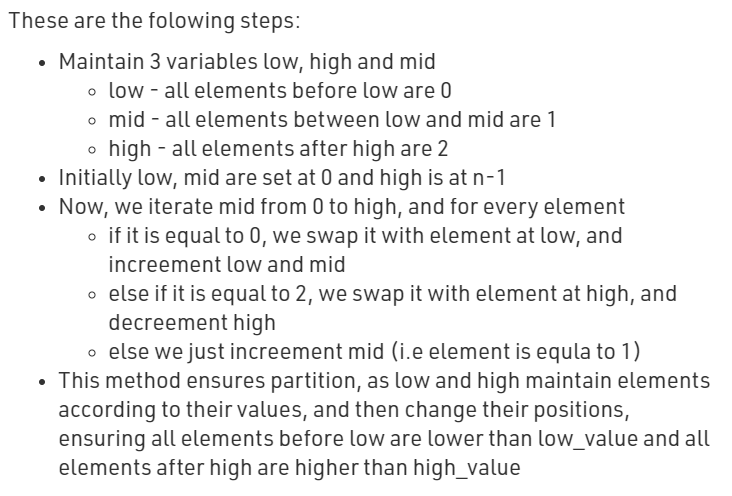 These are the folowing steps:
• Maintain 3 variables low, high and mid
◦ low - all elements before low are 0
◦ mid - all elements between low and mid are 1
◦ high - all elements after high are 2
• Initially low, mid are set at 0 and high is at n-1
• Now, we iterate mid from 0 to high, and for every element
◦ if it is equal to 0, we swap it with element at low, and
increement low and mid
◦ else if it is equal to 2, we swap it with element at high, and
decreement high
◦ else we just increement mid (i.e element is equla to 1)
• This method ensures partition, as low and high maintain elements
according to their values, and then change their positions,
ensuring all elements before low are lower than low_value and all
elements after high are higher than high_value